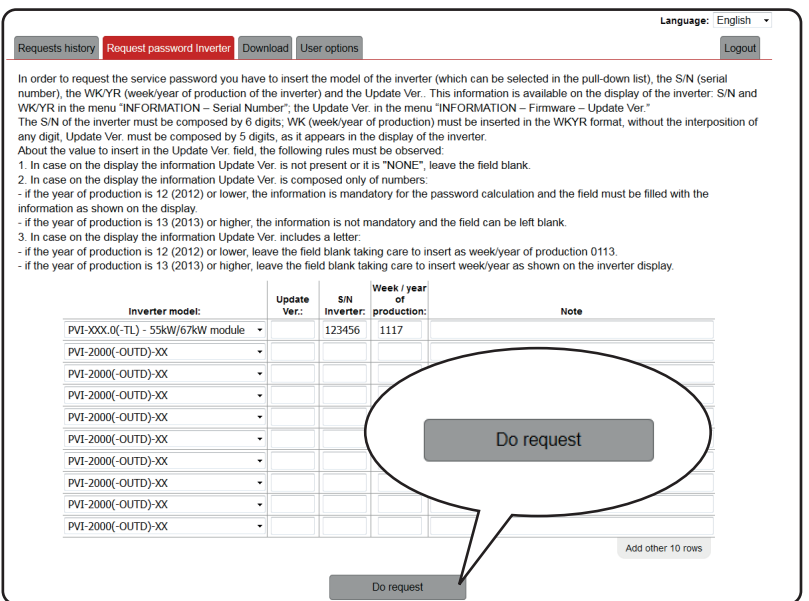 Language: English
Requests history Request password Inverter Download User options Logout
In order to request the service password you have to insert the model of the inverter (which can be selected in the pull-down list), the S/N (serial
number), the WK/YR (week/year of production of the inverter) and the Update Ver.. This information is available on the display of the inverter: S/N and
WK/YR in the menu “INFORMATION – Serial Number”; the Update Ver. in the menu “INFORMATION – Firmware – Update Ver.”
The S/N of the inverter must be composed by 6 digits; WK (week/year of production) must be inserted in the WKYR format, without the interposition of
any digit, Update Ver. must be composed by 5 digits, as it appears in the display of the inverter.
About the value to insert in the Update Ver. field, the following rules must be observed:
1. In case on the display the information Update Ver. is not present or it is "NONE", leave the field blank.
2. In case on the display the information Update Ver. is composed only of numbers:
- if the year of production is 12 (2012) or lower, the information is mandatory for the password calculation and the field must be filled with the
information as shown on the display.
- if the year of production is 13 (2013) or higher, the information is not mandatory and the field can be left blank.
3. In case on the display the information Update Ver. includes a letter:
- if the year of production is 12 (2012) or lower, leave the field blank taking care to insert as week/year of production 0113.
- if the year of production is 13 (2013) or higher, leave the field blank taking care to insert week/year as shown on the inverter display.
Inverter model: Update Ver.: S/N Inverter: Week / year of production: Note
PVI-XXX.0(-TL) - 55kW/67kW module 123456 1117
PVI-2000(-OUTD)-XX
PVI-2000(-OUTD)-XX
PVI-2000(-OUTD)-XX
PVI-2000(-OUTD)-XX
PVI-2000(-OUTD)-XX
Do request
PVI-2000(-OUTD)-XX
PVI-2000(-OUTD)-XX
PVI-2000(-OUTD)-XX
PVI-2000(-OUTD)-XX
Add other 10 rows
Do request